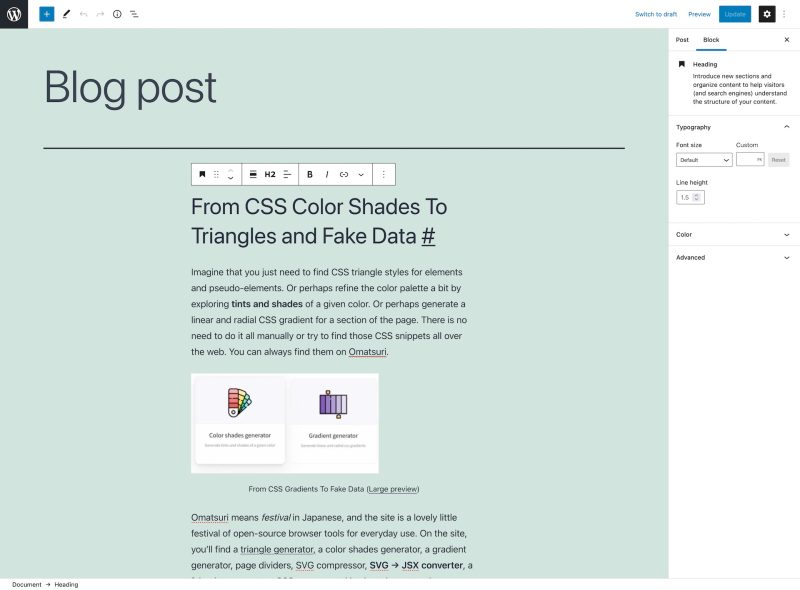 Switch to draft Preview Update
Post Block
Blog post
Heading
Introduce new sections and
organize content to help visitors
(and search engines) understand
the structure of your content.
Typography
Font size Custom
Default PX Reset
Line height
1.5
Color
Advanced
H2 B I
From CSS Color Shades To
Triangles and Fake Data #
Imagine that you just need to find CSS triangle styles for elements
and pseudo-elements. Or perhaps refine the color palette a bit by
exploring tints and shades of a given color. Or perhaps generate a
linear and radial CSS gradient for a section of the page. There is no
need to do it all manually or try to find those CSS snippets all over
the web. You can always find them on Omatsuri.
Color shades generator Gradient generator
Generate tints and shades of a given color
From CSS Gradients To Fake Data (Large preview)
Omatsuri means festival in Japanese, and the site is a lovely little
festival of open-source browser tools for everyday use. On the site,
you'll find a triangle generator, a color shades generator, a gradient
generator, page dividers, SVG compressor, SVG → JSX converter, a
Document → Heading